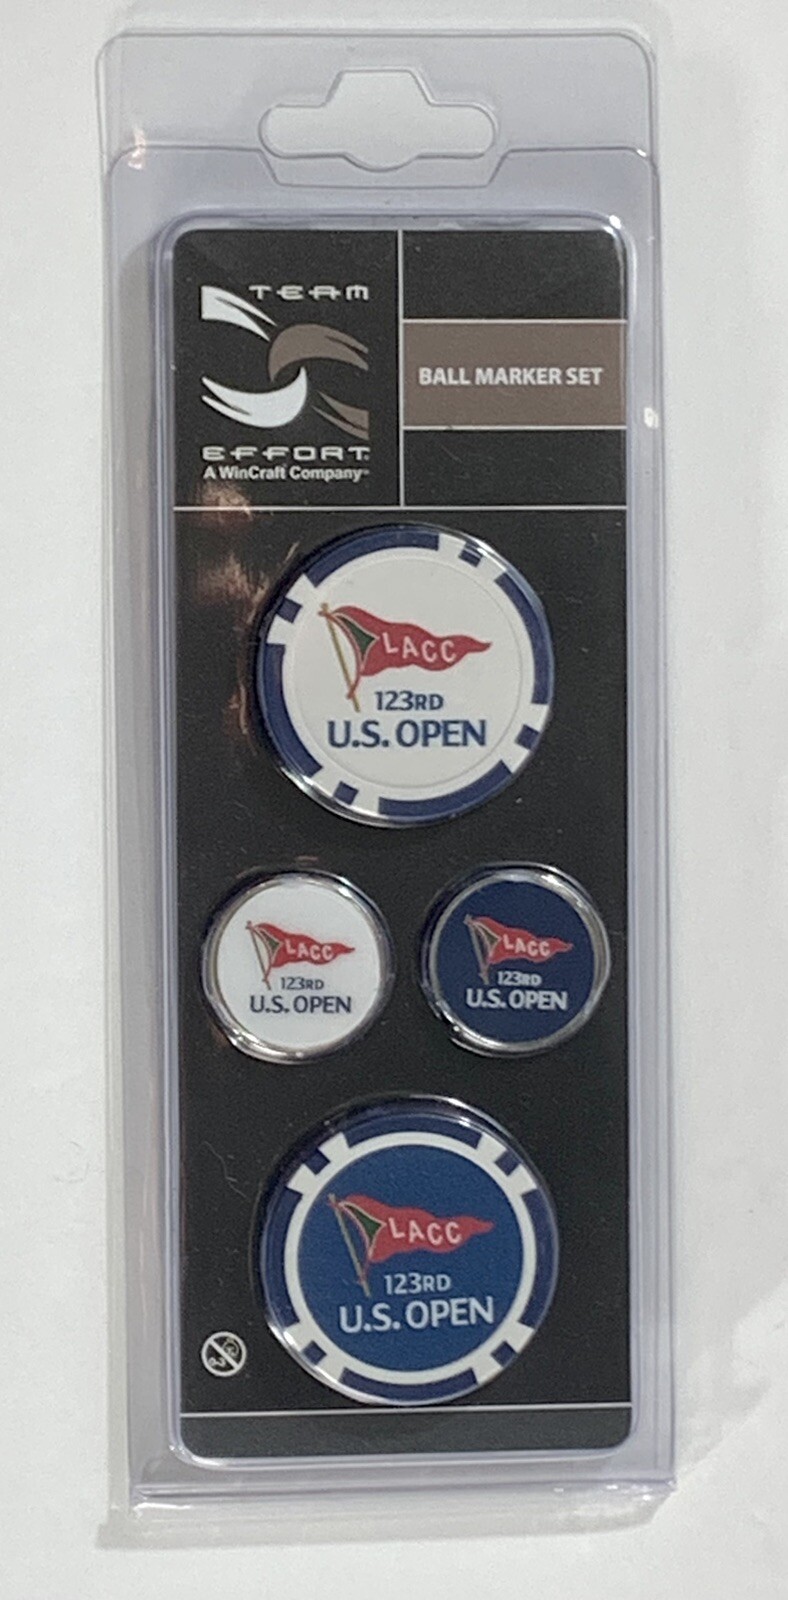 TEAM
EFFORT
A WinCraft Company
BALL MARKER SET
LACC
123RD
U.S. OPEN
LACC
123RD
U.S. OPEN
LACC
123RD
U.S. OPEN
LACC
123RD
U.S. OPEN